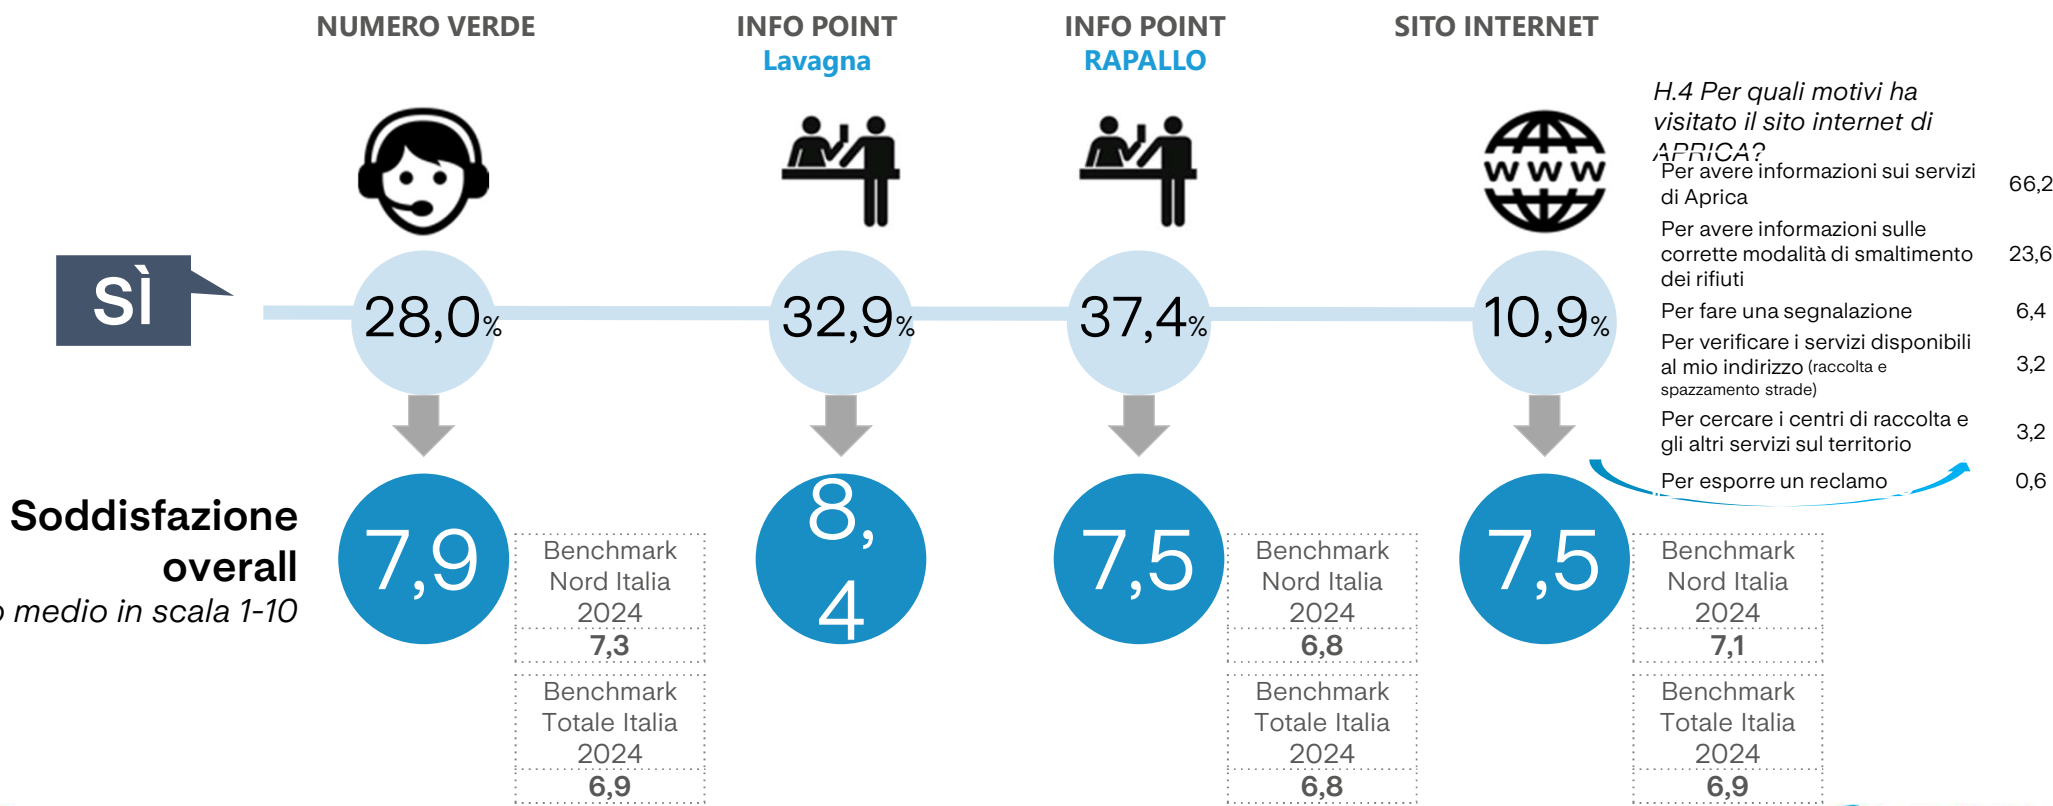 NUMERO VERDE
INFO POINT
Lavagna
INFO POINT
RAPALLO
SITO INTERNET
WWW
H.4 Per quali motivi ha
visitato il sito internet di
APRICA?
Per avere informazioni sui servizi
di Aprica
66,2
Per avere informazioni sulle
corrette modalità di smaltimento
dei rifiuti
23,6
Per fare una segnalazione
6,4
Per verificare i servizi disponibili
al mio indirizzo (raccolta e
spazzamento strade)
3,2
Per cercare i centri di raccolta e
gli altri servizi sul territorio
3,2
Per esporre un reclamo
0,6
SÌ
28,0%
32,9%
37,4%
10,9%
Soddisfazione
overall
o medio in scala 1-10
7,9
Benchmark
Nord Italia
2024
7,3
Benchmark
Totale Italia
2024
6,9
8,
4
7,5
Benchmark
Nord Italia
2024
6,8
Benchmark
Totale Italia
2024
6,8
7,5
Benchmark
Nord Italia
2024
7,1
Benchmark
Totale Italia
2024
6,9